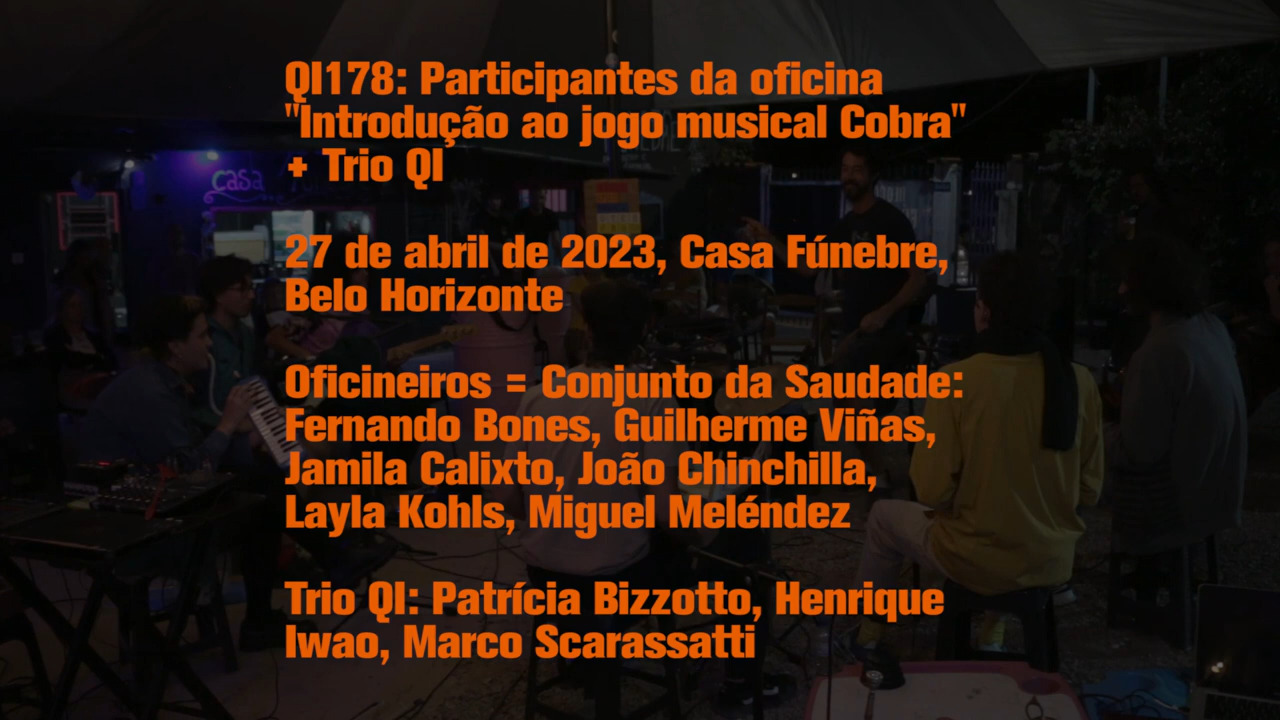 QI178: Participantes da oficina
"Introdução ao jogo musical Cobra"
+ Trio QI
27 de abril de 2023, Casa Fúnebre,
Belo Horizonte
Oficineiros = Conjunto da Saudade:
Fernando Bones, Guilherme Viñas,
Jamila Calixto, João Chinchilla,
Layla Kohls, Miguel Meléndez
Trio QI: Patrícia Bizzotto, Henrique
Iwao, Marco Scarassatti
casa